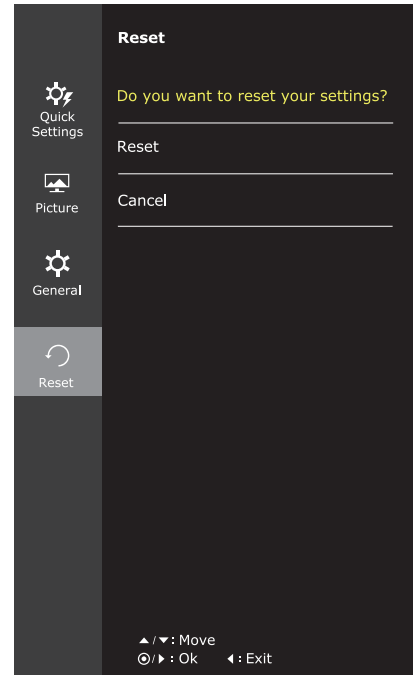 Reset
Do you want to reset your settings?
Reset
Cancel
Quick
Settings
Picture
General
Reset
▲/▼: Move
◉/▶ : Ok ◀ : Exit